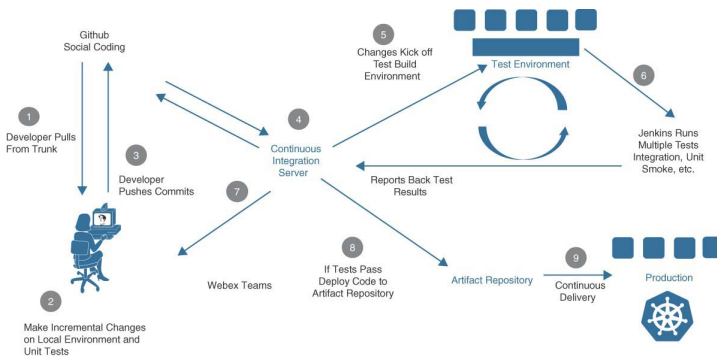 Github
Social Coding
1
Developer Pulls
From Trunk
3
Developer
Pushes Commits
2
Make Incremental Changes
on Local Environment and
Unit Tests
4
Continuous
Integration
Server
5
Changes Kick off
Test Build
Environment
Test Environment
6
Jenkins Runs
Multiple Tests
Integration, Unit
Smoke, etc.
Reports Back Test
Results
7
Webex Teams
8
If Tests Pass
Deploy Code to
Artifact Repository
Artifact Repository
9
Continuous
Delivery
Production